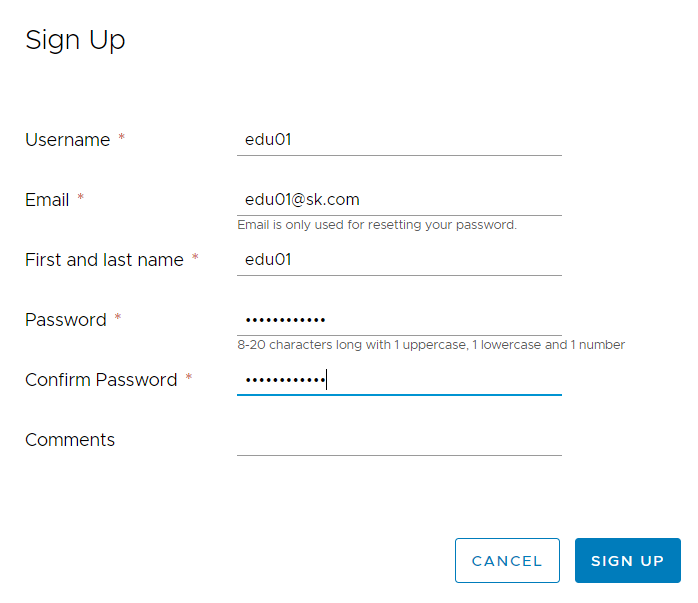 Sign Up
Username * edu01
Email * edu01@sk.com
Email is only used for resetting your password.
First and last name * edu01
Password * ••••••••••••
8-20 characters long with 1 uppercase, 1 lowercase and 1 number
Confirm Password * ••••••••••••
Comments
CANCEL SIGN UP